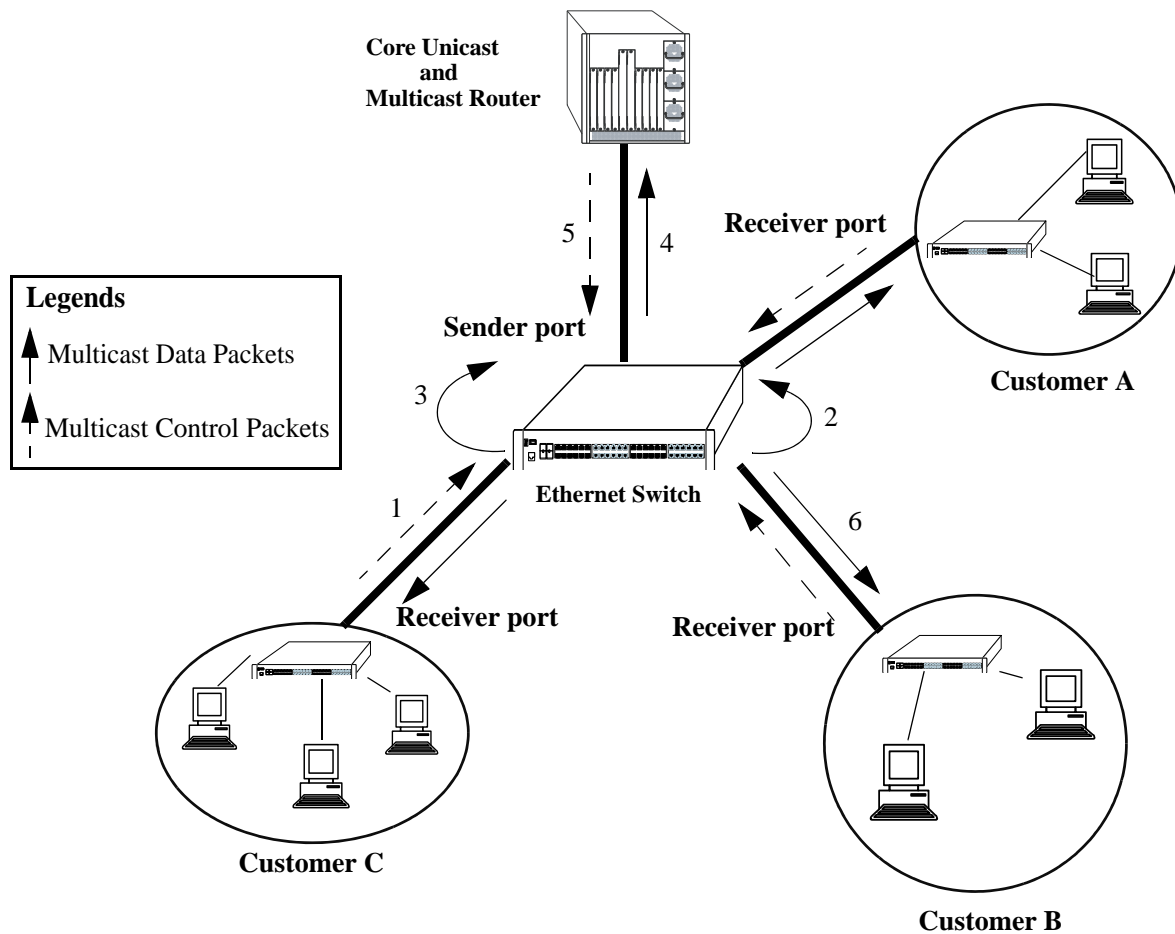 Core Unicast
and
Multicast Router
5
4
Receiver port
Legends
Multicast Data Packets
Multicast Control Packets
Sender port
Customer A
3
2
Ethernet Switch
1
6
Receiver port
Receiver port
Customer C
Customer B